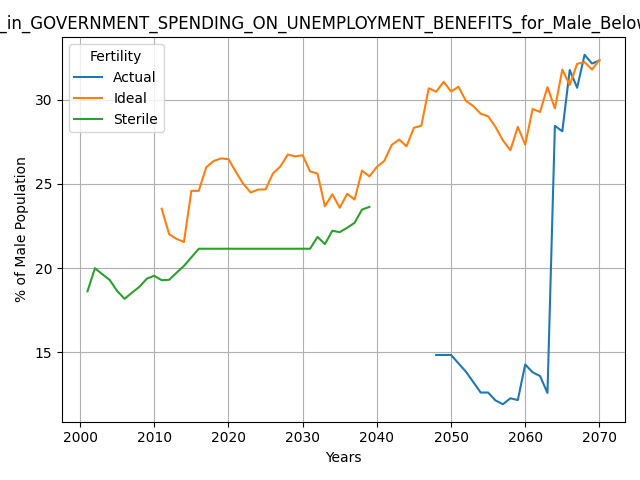 _in_GOVERNMENT_SPENDING_ON_UNEMPLOYMENT_BENEFITS_for_Male_Below
Fertility
Actual
Ideal
Sterile
% of Male Population
30
25
20
15
2000 2010 2020 2030 2040 2050 2060 2070
Years